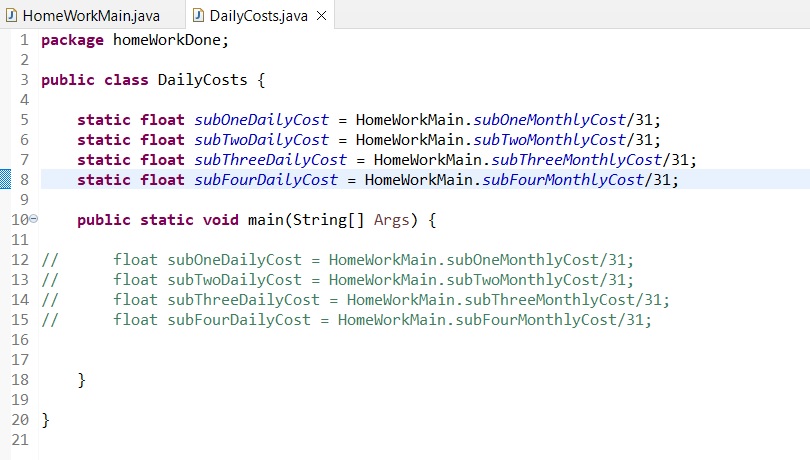 HomeWorkMain.java DailyCosts.java
1 package homeWorkDone;
2
3 public class DailyCosts {
4
5     static float subOneDailyCost = HomeWorkMain.subOneMonthlyCost/31;
6     static float subTwoDailyCost = HomeWorkMain.subTwoMonthlyCost/31;
7     static float subThreeDailyCost = HomeWorkMain.subThreeMonthlyCost/31;
8     static float subFourDailyCost = HomeWorkMain.subFourMonthlyCost/31;
9
10     public static void main(String[] Args) {
11
12 //      float subOneDailyCost = HomeWorkMain.subOneMonthlyCost/31;
13 //      float subTwoDailyCost = HomeWorkMain.subTwoMonthlyCost/31;
14 //      float subThreeDailyCost = HomeWorkMain.subThreeMonthlyCost/31;
15 //      float subFourDailyCost = HomeWorkMain.subFourMonthlyCost/31;
16
17
18     }
19
20 }
21